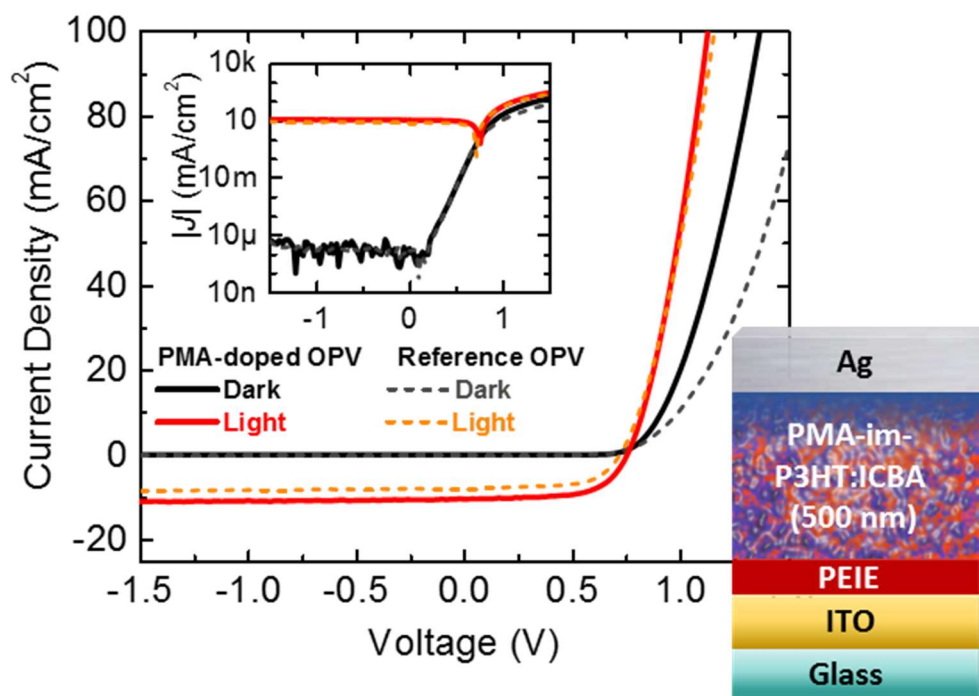 Current Density (mA/cm²)
100
80
60
40
20
0
-20
|J| (mA/cm²)
10k
10
10m
10µ
10n
-1
0
1
PMA-doped OPV
Dark
Light
Reference OPV
Dark
Light
-1.5
-1.0
-0.5
0.0
0.5
1.0
Voltage (V)
Ag
PMA-im-
P3HT:ICBA
(500 nm)
PEIE
ITO
Glass